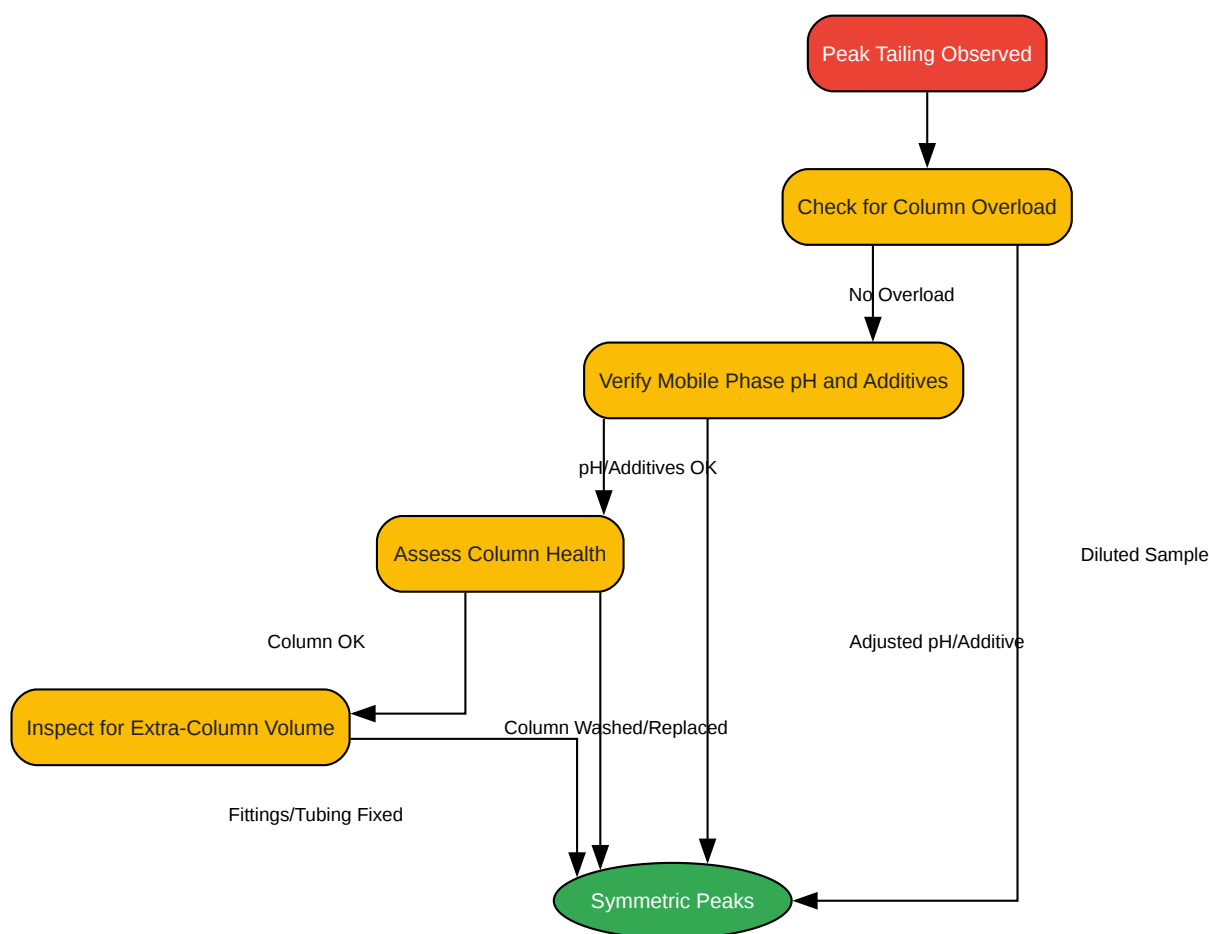 Peak Tailing Observed
Check for Column Overload
No Overload
Verify Mobile Phase pH and Additives
pH/Additives OK
Assess Column Health
Diluted Sample
Column OK
Adjusted pH/Additive
Inspect for Extra-Column Volume
Column Washed/Replaced
Fittings/Tubing Fixed
Symmetric Peaks